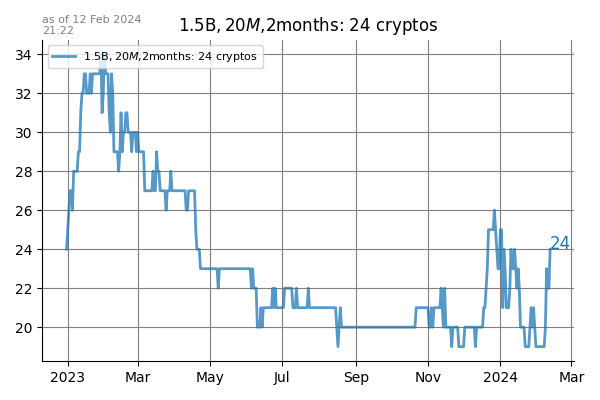 as of 12 Feb 2024
21:22
1.5B, 20M,2months: 24 cryptos
1.5B, 20M,2months: 24 cryptos
34
32
30
28
26
24
22
20
24
2023
Mar
May
Jul
Sep
Nov
2024
Mar